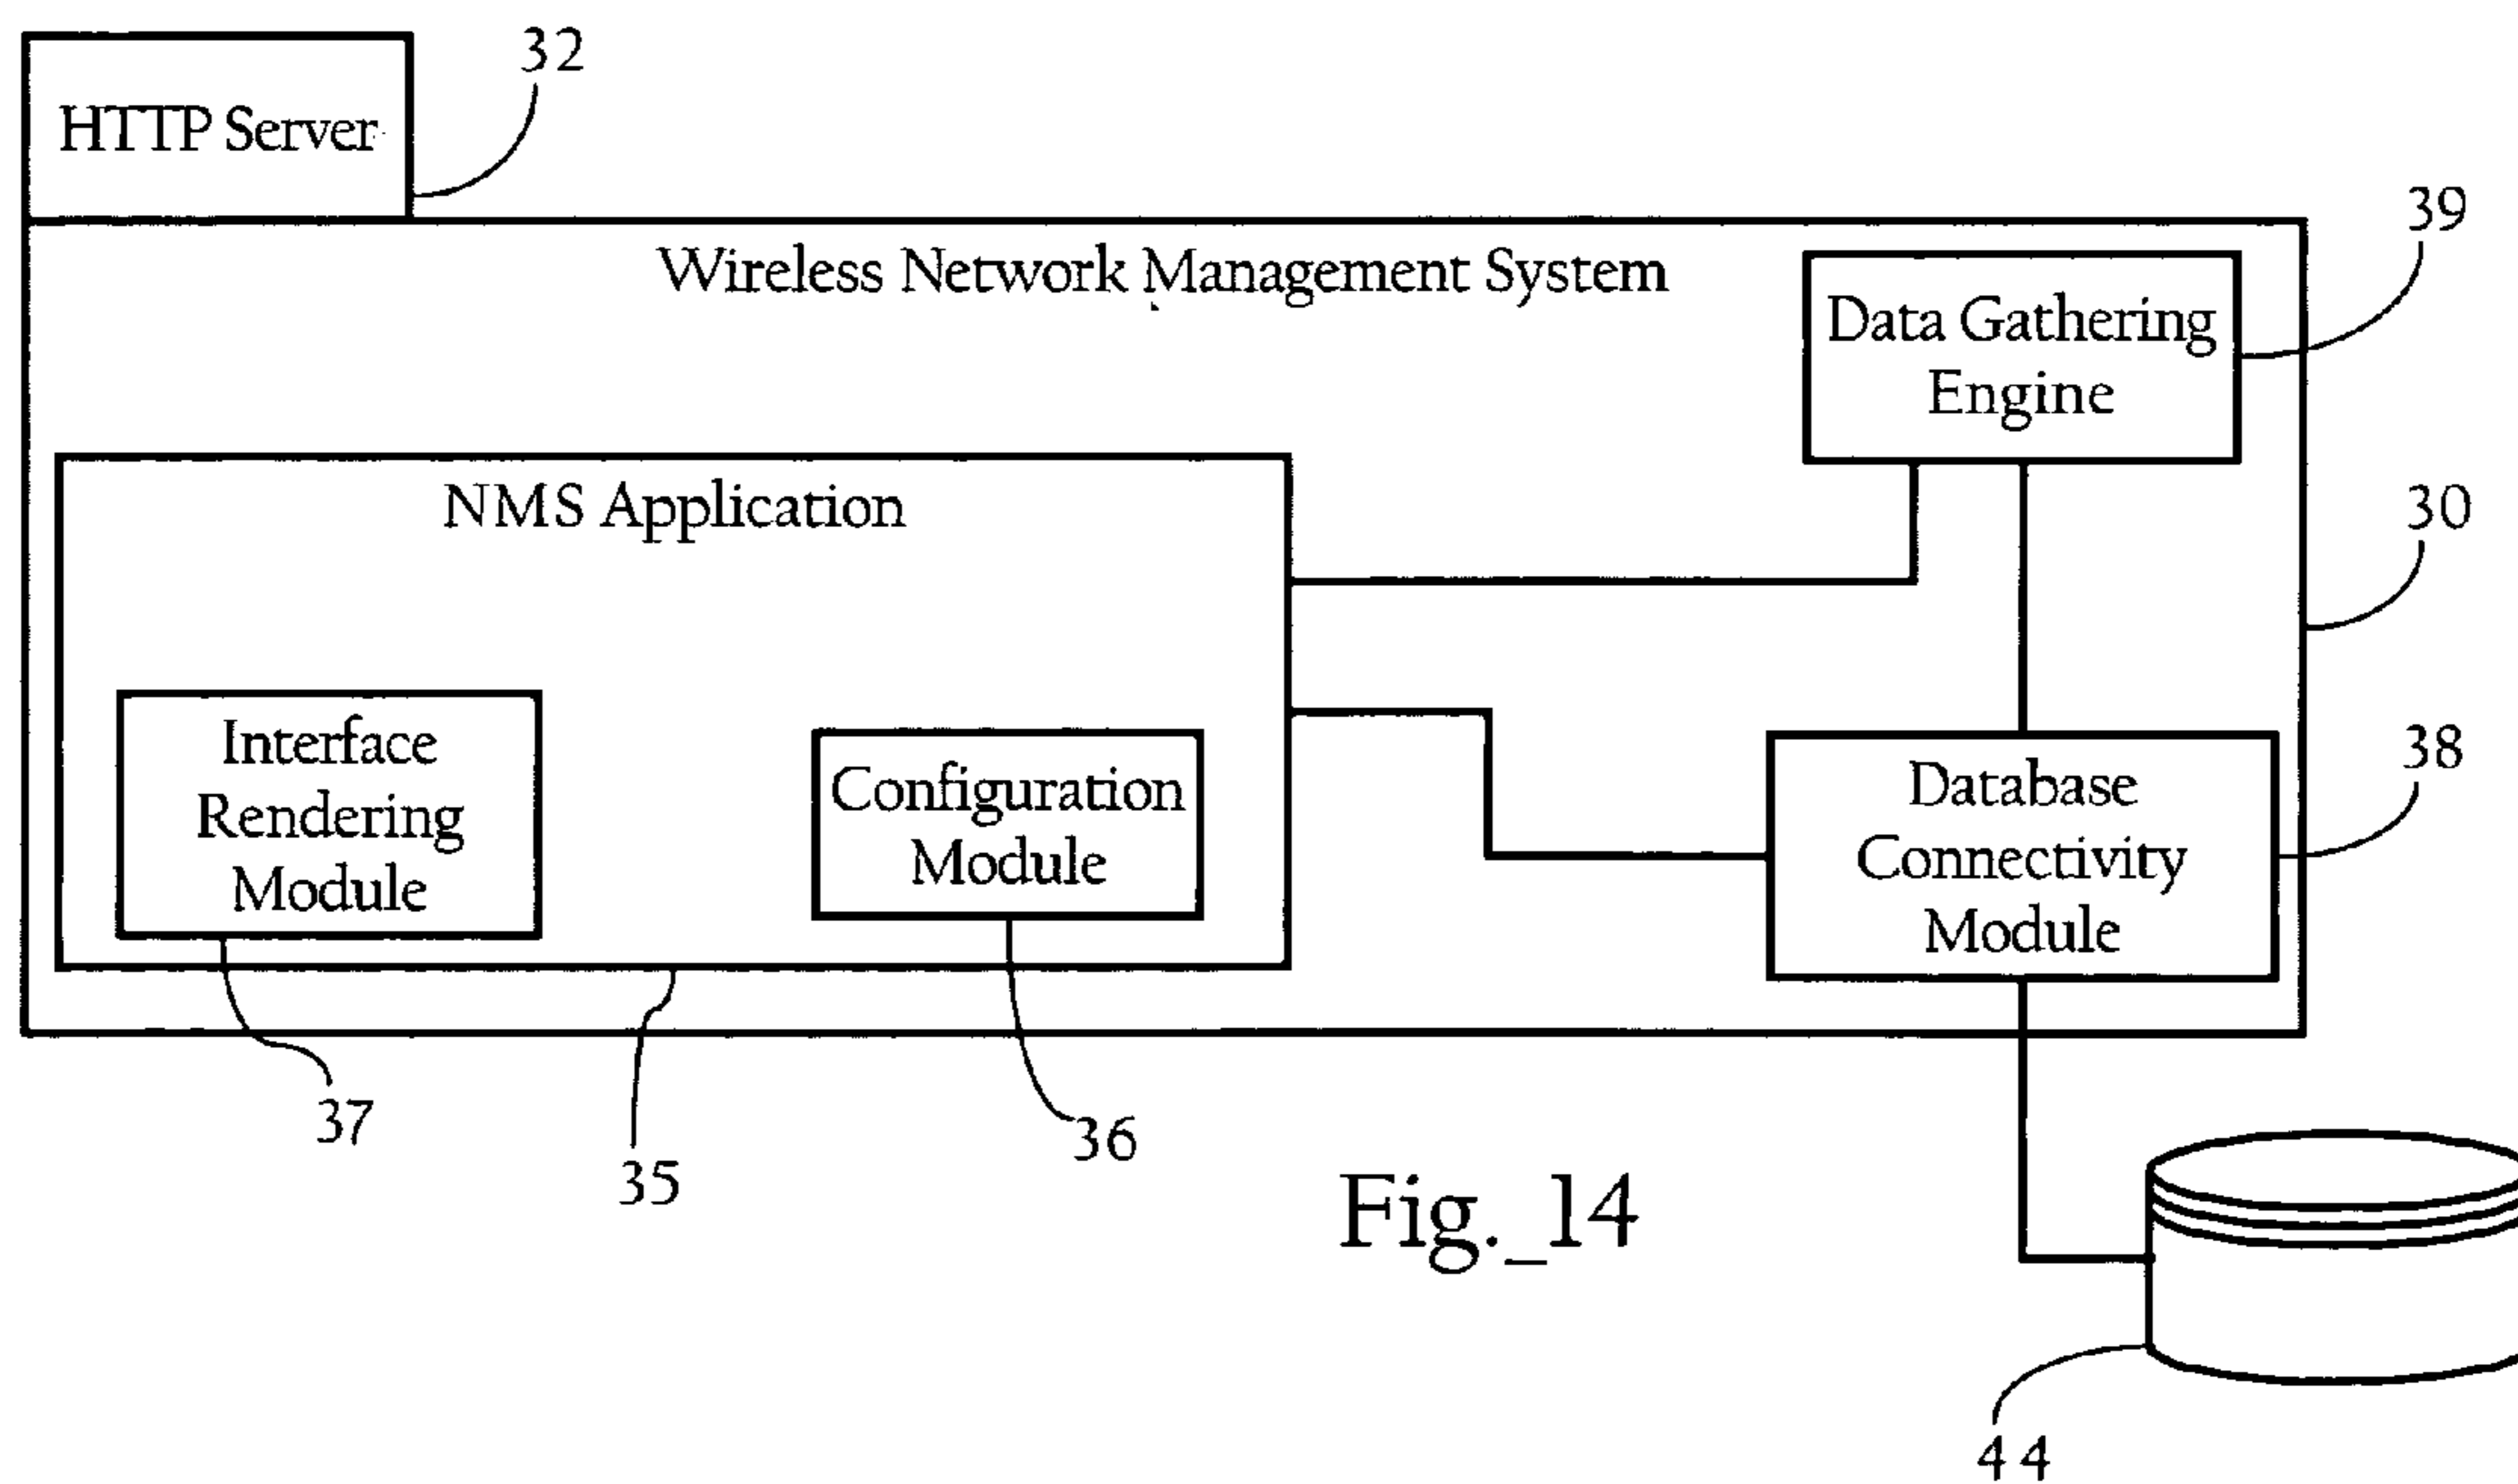 32
HTTP Server
39
Wireless Network Management System
Data Gathering
Engine
30
NMS Application
Interface
Rendering
Module
Configuration
Module
38
Database
Connectivity
Module
37
35
36
Fig._14
44